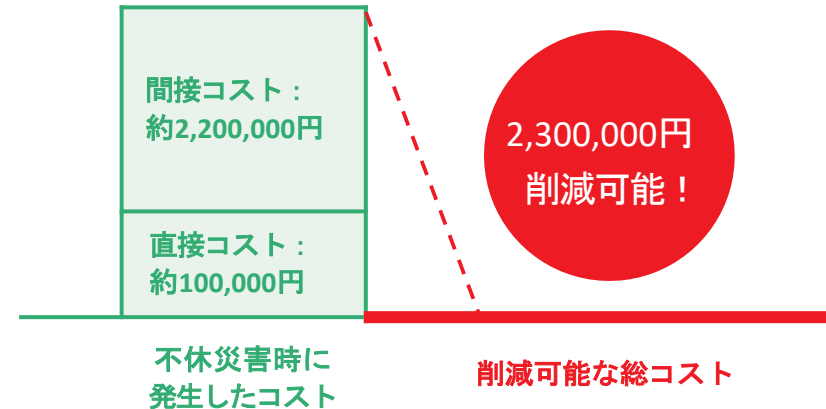 間接コスト：
約2,200,000円
直接コスト：
約100,000円
2,300,000円
削減可能！
不休災害時に
発生したコスト
削減可能な総コスト